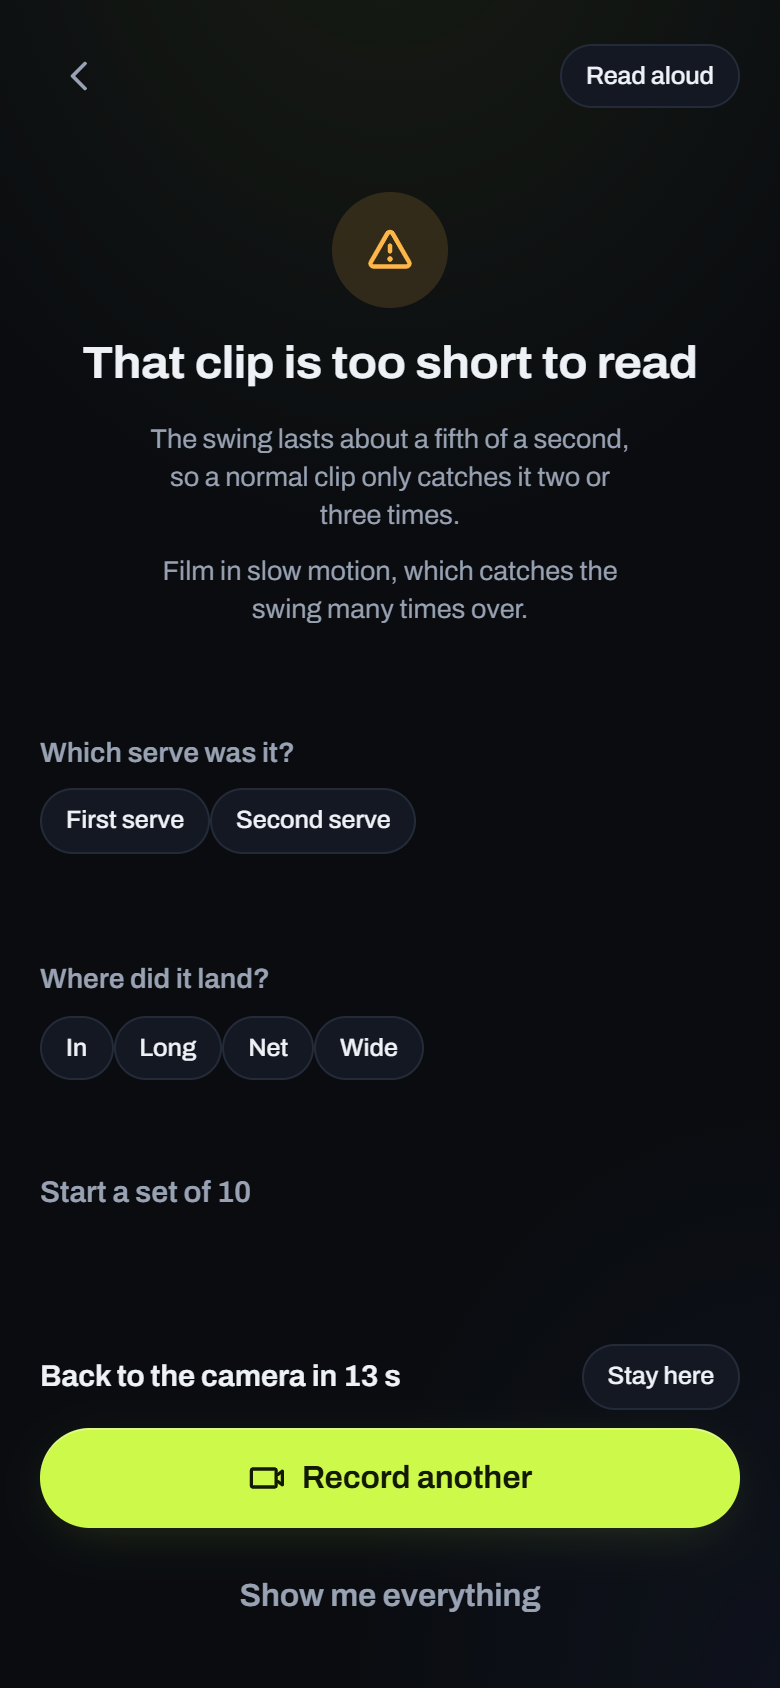 Read aloud
That clip is too short to read
The swing lasts about a fifth of a second,
so a normal clip only catches it two or
three times.
Film in slow motion, which catches the
swing many times over.
Which serve was it?
First serve Second serve
Where did it land?
In Long Net Wide
Start a set of 10
Back to the camera in 13 s Stay here
Record another
Show me everything